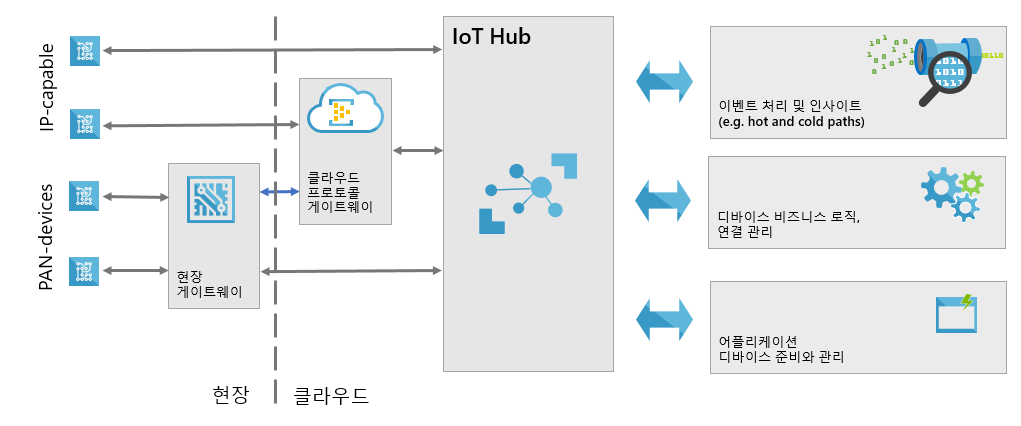 IP-capable
PAN-devices
현장
게이트웨이
클라우드
프로토콜
게이트웨이
IoT Hub
이벤트 처리 및 인사이트
(e.g. hot and cold paths)
디바이스 비즈니스 로직,
연결 관리
어플리케이션
디바이스 준비와 관리
현장
클라우드